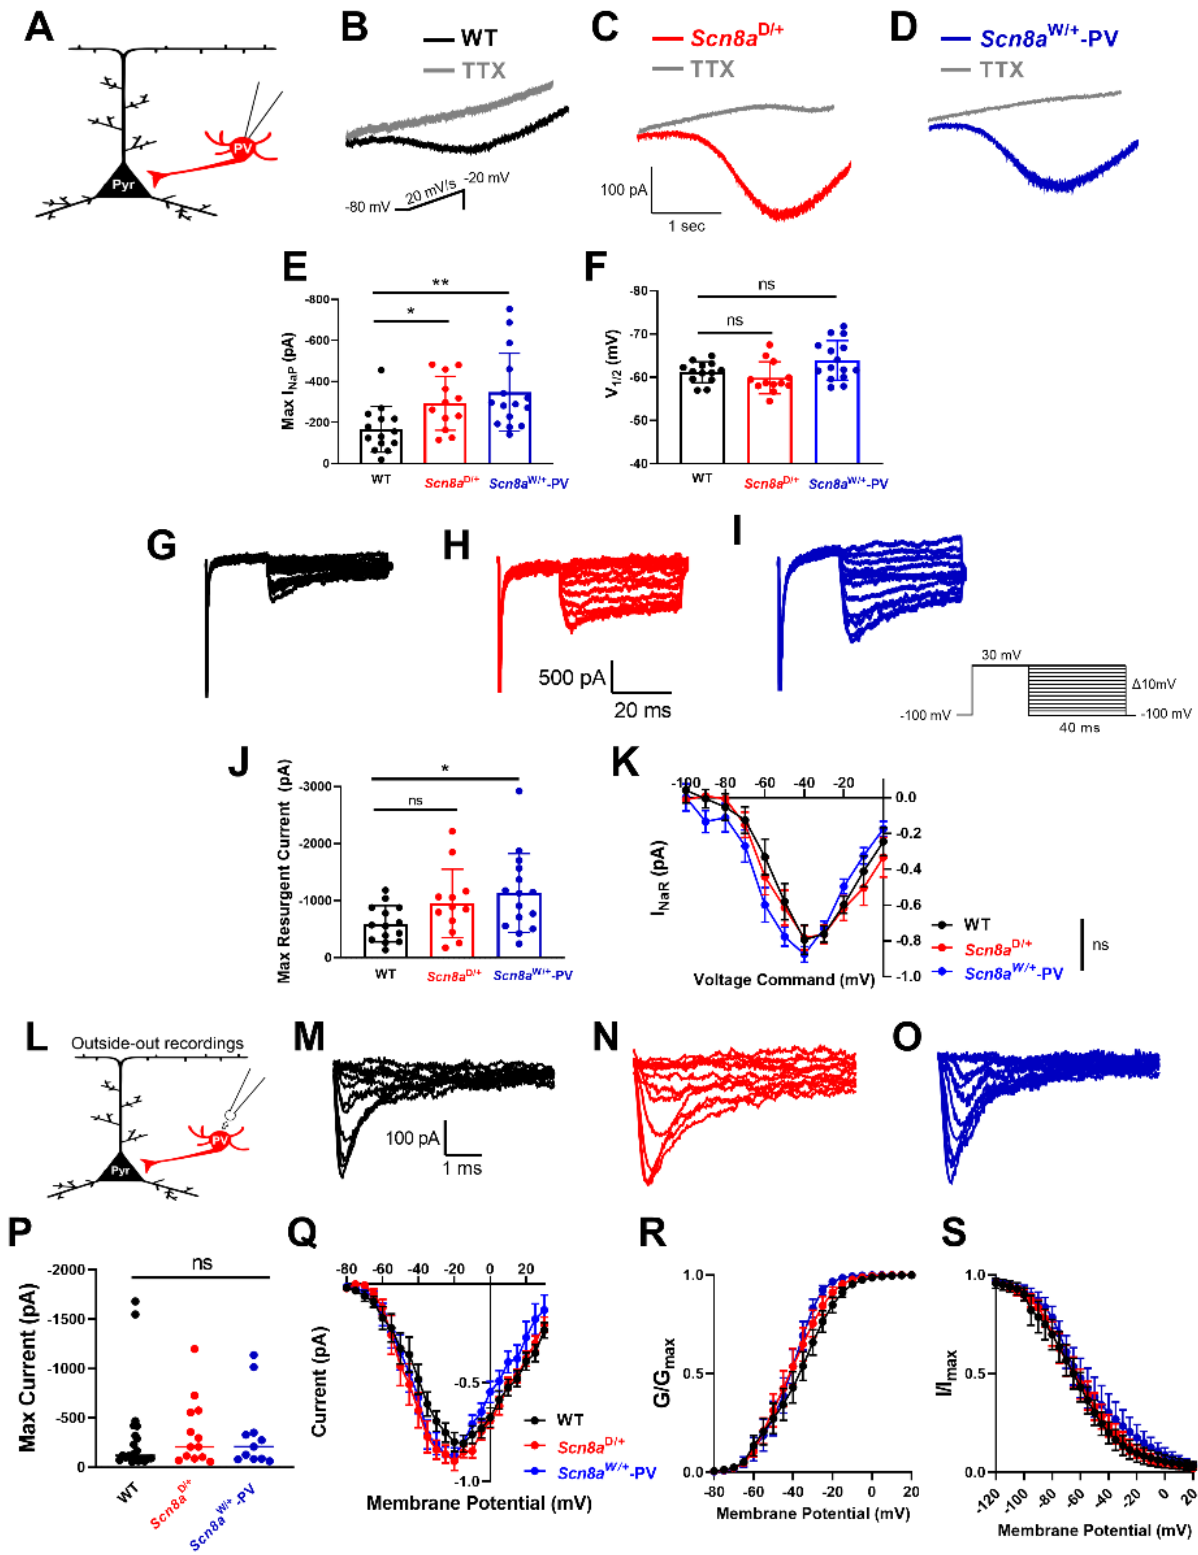 A
Pyr
PV
B
WT
TTX
-80 mV
20 mV/s
-20 mV
C
Scn8aD/+
TTX
100 pA
1 sec
D
Scn8aW/+-PV
TTX
E
Max INaP (pA)
-800
-600
-400
-200
0
**
*
WT
Scn8aD/+
Scn8aW/+-PV
F
V1/2 (mV)
-80
-70
-60
-50
-40
ns
ns
WT
Scn8aD/+
Scn8aW/+-PV
G
H
500 pA
20 ms
I
30 mV
Δ10mV
-100 mV
-100 mV
40 ms
J
Max Resurgent Current (pA)
-3000
-2000
-1000
0
*
ns
WT
Scn8aD/+
Scn8aW/+-PV
K
-100 -80 -60 -40 -20
0.0
-0.2
-0.4
-0.6
-0.8
-1.0
INaR (pA)
Voltage Command (mV)
WT
Scn8aD/+
Scn8aW/+-PV
ns
L
Outside-out recordings
Pyr
PV
M
100 pA
1 ms
N
O
P
Max Current (pA)
-2000
-1500
-1000
-500
0
ns
WT
Scn8aD/+
Scn8aW/+-PV
Q
Current (pA)
-80 -60 -40 -20 0 20
-0.5
-1.0
Membrane Potential (mV)
WT
Scn8aD/+
Scn8aW/+-PV
R
G/Gmax
1.0
0.5
0.0
-80 -60 -40 -20 0 20
Membrane Potential (mV)
S
I/Imax
1.0
0.5
0.0
-120 -100 -80 -60 -40 -20 0 20
Membrane Potential (mV)